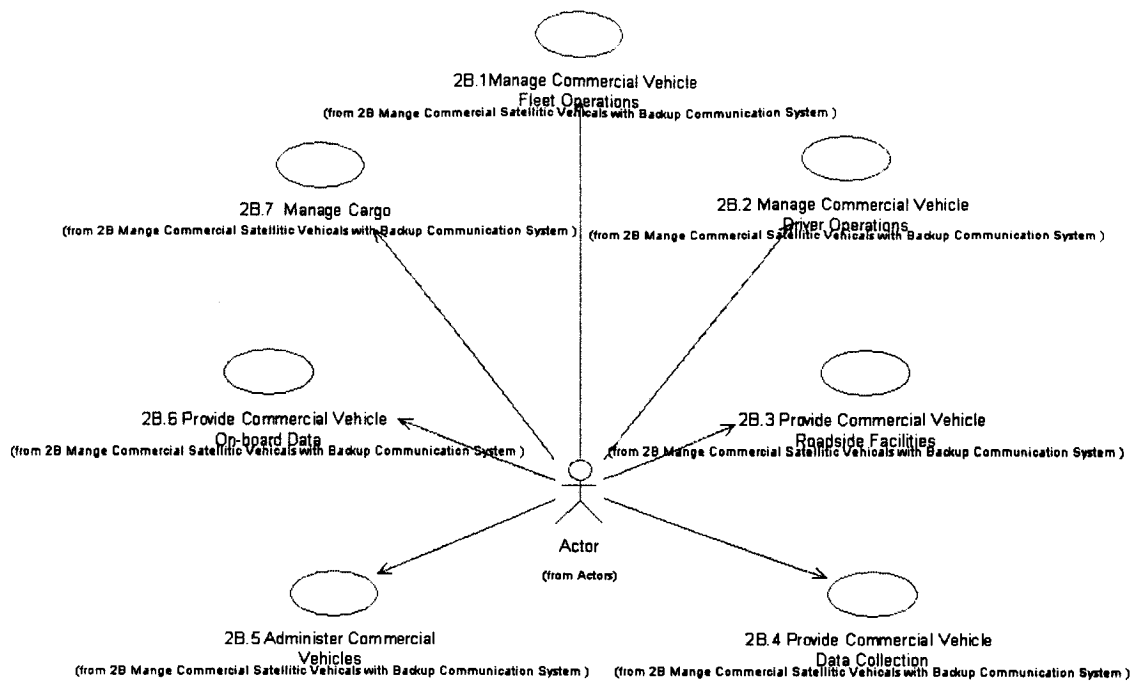 2B.1Manage Commercial Vehicle
Fleet Operations
(from 2B Mange Commercial Satellitic Vehicals with Backup Communication System )
2B.7 Manage Cargo
(from 2B Mange Commercial Satellitic Vehicals with Backup Communication System )
2B.2 Manage Commercial Vehicle
Driver Operations
(from 2B Mange Commercial Satellitic Vehicals with Backup Communication System )
2B.6 Provide Commercial Vehicle
On-board Data
(from 2B Mange Commercial Satellitic Vehicals with Backup Communication System )
2B.3 Provide Commercial Vehicle
Roadside Facilities
(from 2B Mange Commercial Satellitic Vehicals with Backup Communication System )
Actor
(from Actors)
2B.5 Administer Commercial
Vehicles
(from 2B Mange Commercial Satellitic Vehicals with Backup Communication System )
2B.4 Provide Commercial Vehicle
Data Collection
(from 2B Mange Commercial Satellitic Vehicals with Backup Communication System )